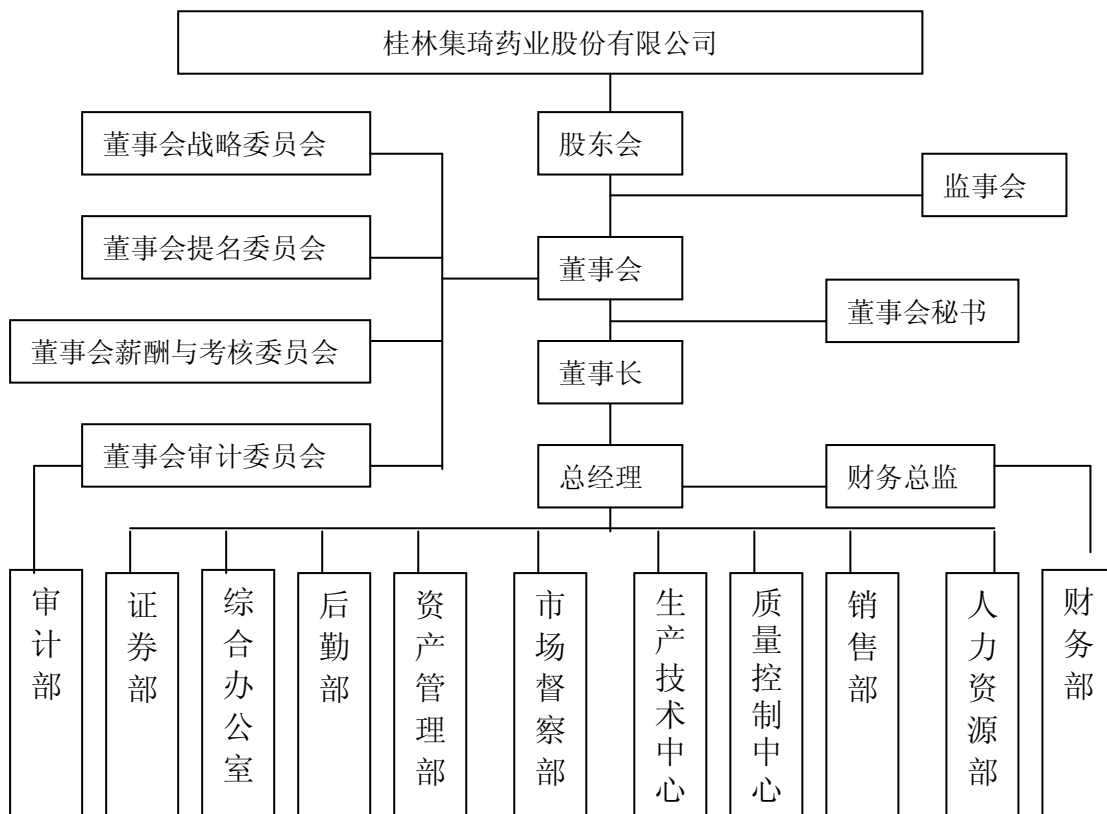 桂林集琦药业股份有限公司
董事会战略委员会
股东会
监事会
董事会提名委员会
董事会
董事会秘书
董事会薪酬与考核委员会
董事长
董事会审计委员会
总经理
财务总监
审计部
证券部
综合办公室
后勤部
资产管理部
市场督察部
生产技术中心
质量控制中心
销售部
人力资源部
财务部